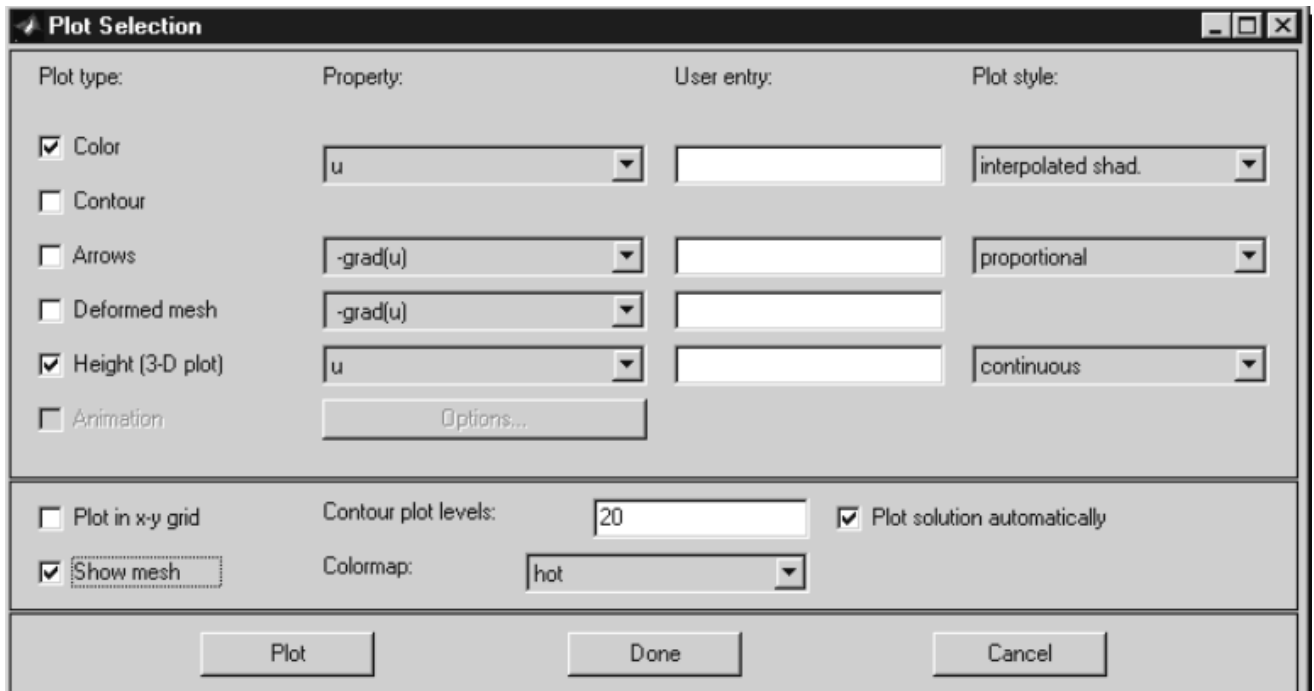 Plot Selection
Plot type: Property: User entry: Plot style:
Color
u
interpolated shad.
Contour
Arrows -grad(u) proportional
Deformed mesh -grad(u)
Height (3-D plot) u continuous
Animation Options...
Plot in x-y grid Contour plot levels: 20 Plot solution automatically
Show mesh Colormap: hot
Plot Done Cancel